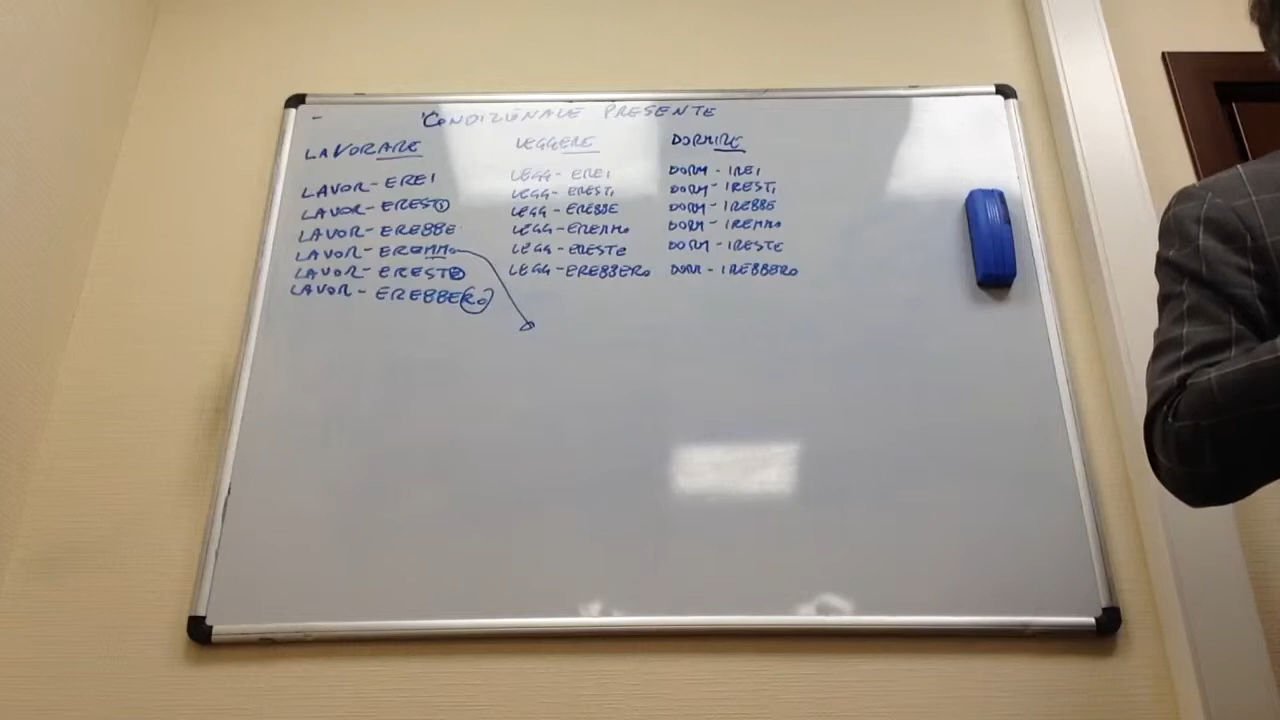 CONDIZIONALE PRESENTE
LAVORARE
LAVOR-EREI
LAVOR-ERESTI
LAVOR-EREBBE
LAVOR-EREMMO
LAVOR-ERESTE
LAVOR-EREBBERO
LEGGERE
LEGG-EREI
LEGG-ERESTI
LEGG-EREBBE
LEGG-EREMMO
LEGG-ERESTE
LEGG-EREBBERO
DORMIRE
DORM-IREI
DORM-IRESTI
DORM-IREBBE
DORM-IREMMO
DORM-IRESTE
DORM-IREBBERO